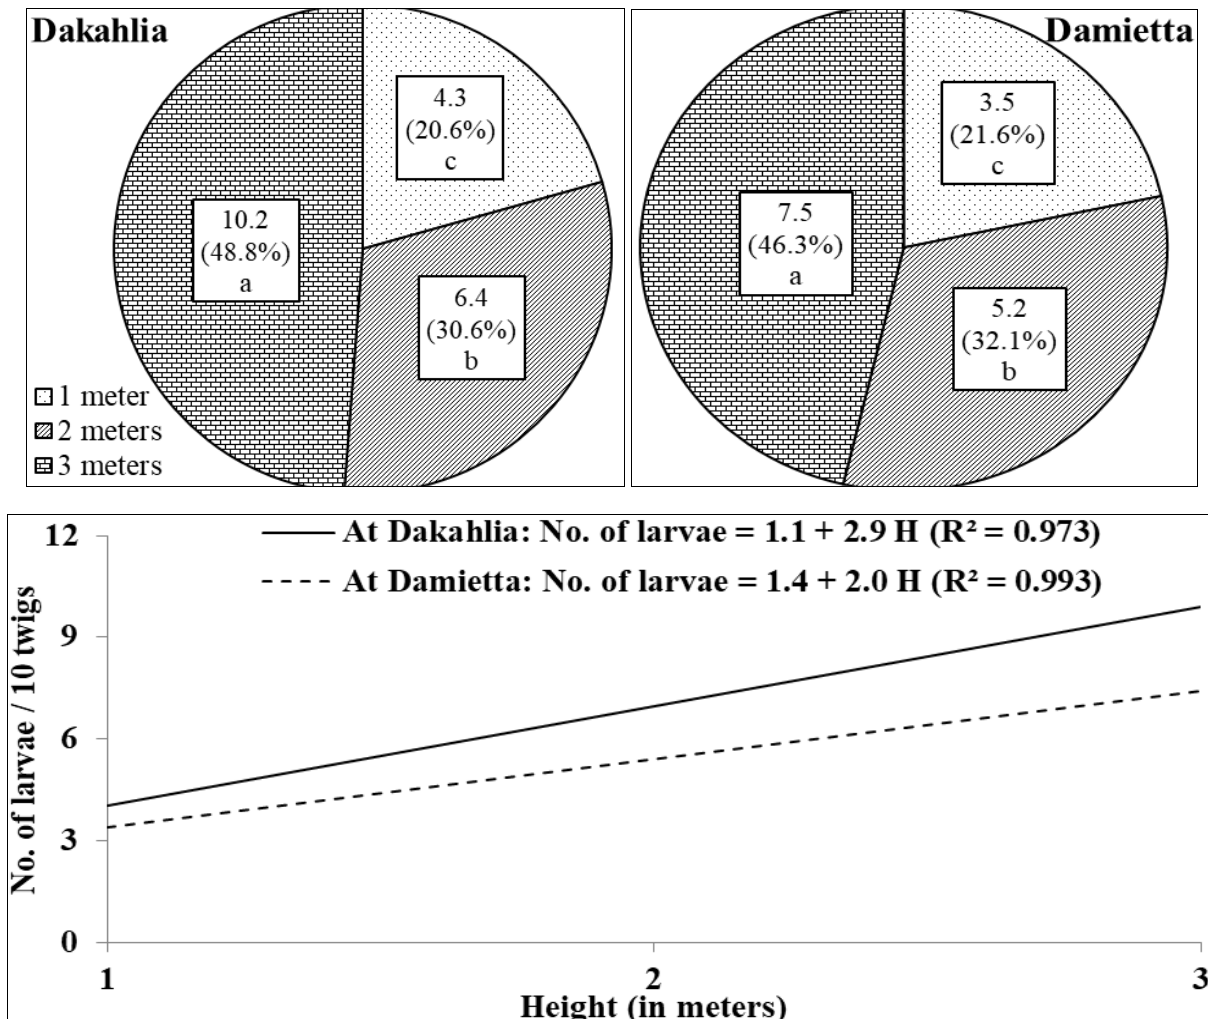 Dakahlia
4.3
(20.6%)
c
10.2
(48.8%)
a
6.4
(30.6%)
b
1 meter
2 meters
3 meters
Damietta
3.5
(21.6%)
c
7.5
(46.3%)
a
5.2
(32.1%)
b
At Dakahlia: No. of larvae = 1.1 + 2.9 H (R² = 0.973)
At Damietta: No. of larvae = 1.4 + 2.0 H (R² = 0.993)
No. of larvae / 10 twigs
12
9
6
3
0
1 2 3
Height (in meters)